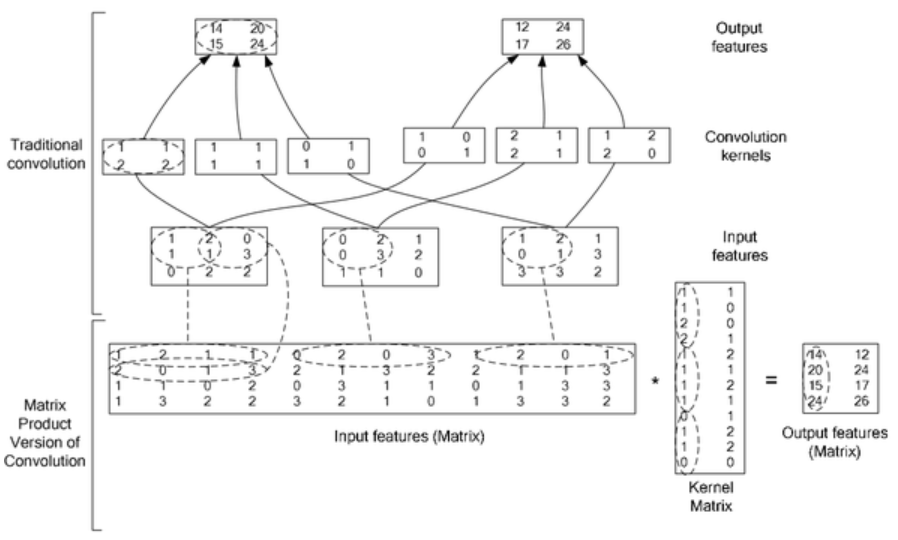 14 20
15 24
12 24
17 26
Output
features
Traditional
convolution
1 1
2 2
1 1
1 1
0 1
1 0
1 0
0 1
2 1
2 1
1 2
2 0
Convolution
kernels
1 2 0
1 1 3
0 2 2
0 2 1
0 3 2
1 1 0
1 2 1
0 1 3
3 3 2
Input
features
Matrix
Product
Version of
Convolution
1 2 1 1 0 2 0 3 1 2 0 1
2 0 1 3 2 1 3 2 2 1 1 3
1 1 0 2 0 3 1 1 0 1 3 3
1 3 2 2 3 2 1 0 1 3 3 2
Input features (Matrix)
*
1 1
1 0
2 0
2 1
1 2
1 1
1 2
1 1
0 1
1 2
1 2
0 0
Kernel
Matrix
=
14 12
20 24
15 17
24 26
Output features
(Matrix)